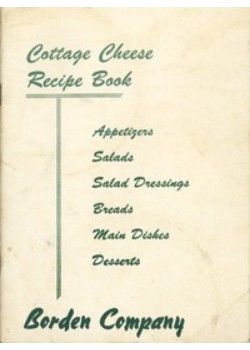 Cottage Cheese
Recipe Book
Appetizers
Salads
Salad Dressings
Breads
Main Dishes
Desserts
Borden Company